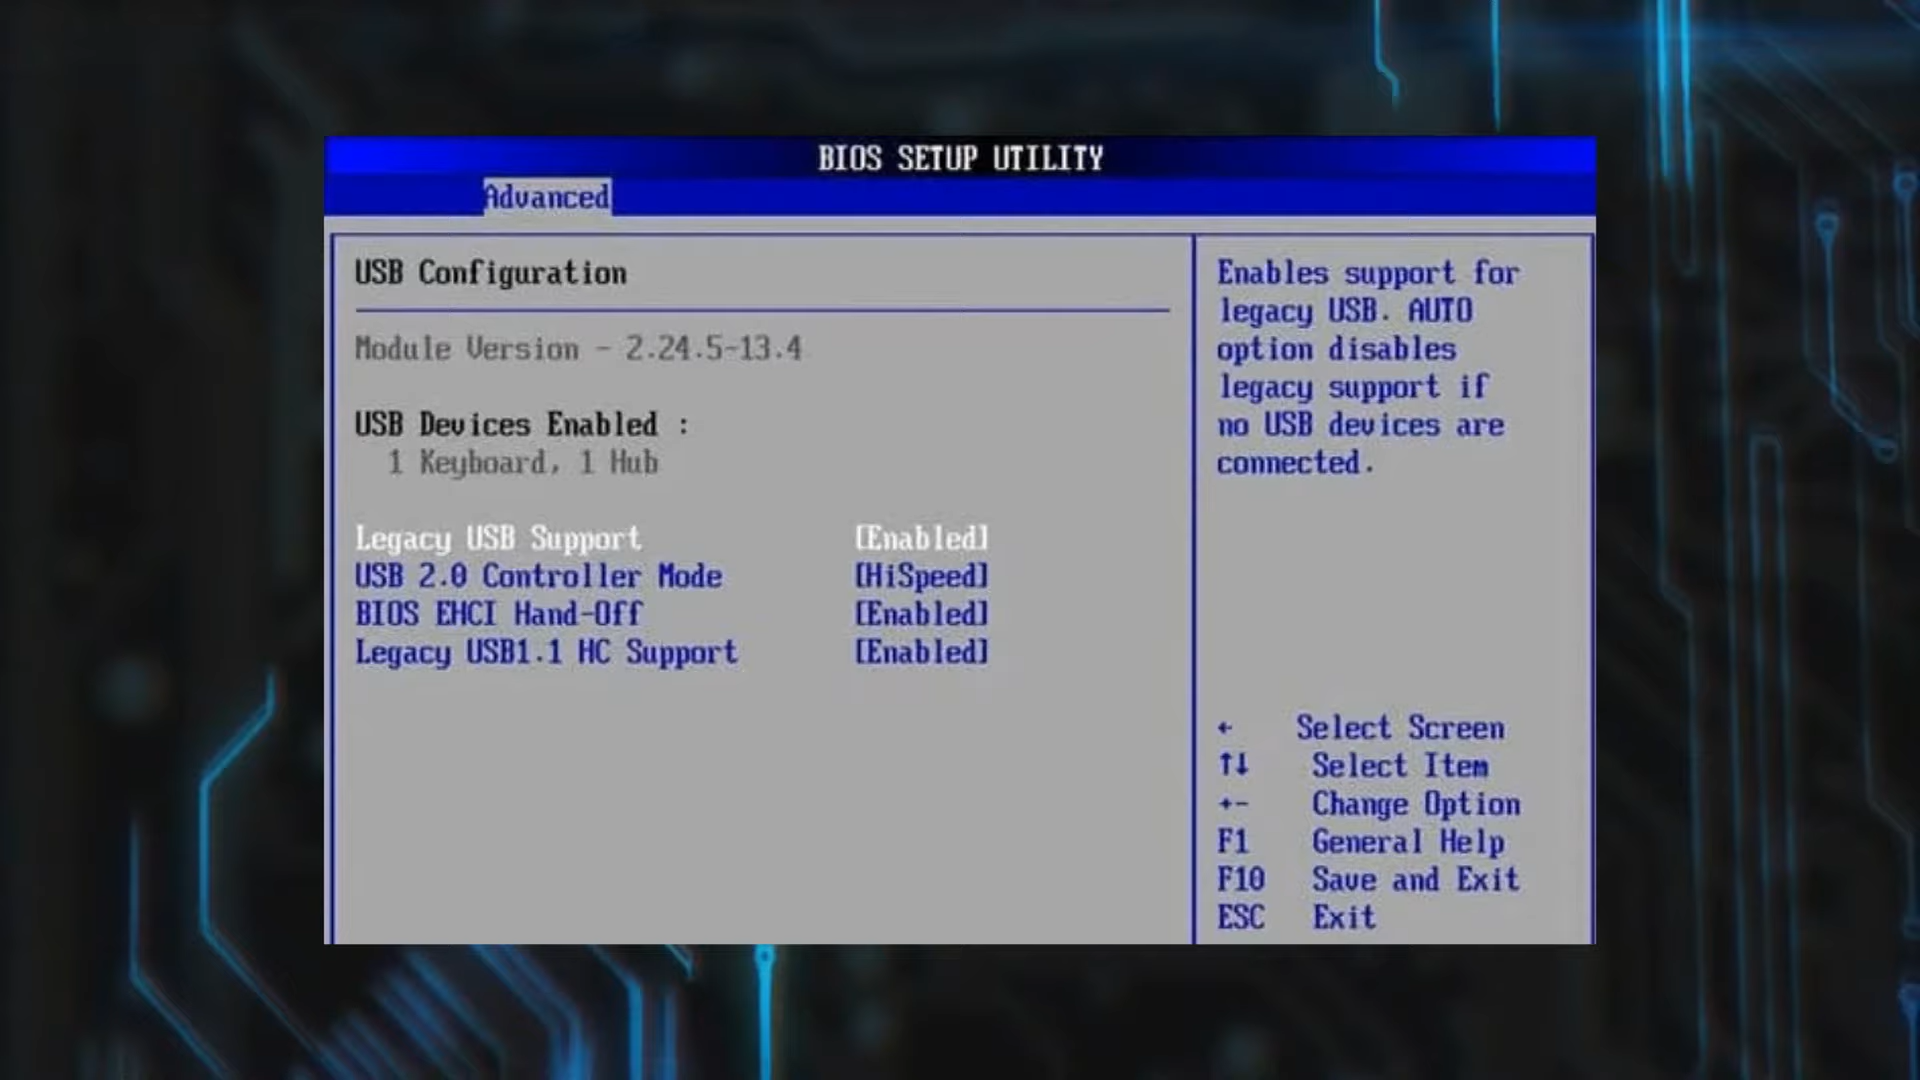 BIOS SETUP UTILITY
Advanced
USB Configuration
Module Version - 2.24.5-13.4
USB Devices Enabled :
1 Keyboard, 1 Hub
Legacy USB Support [Enabled]
USB 2.0 Controller Mode [HiSpeed]
BIOS EHCI Hand-Off [Enabled]
Legacy USB1.1 HC Support [Enabled]
Enables support for
legacy USB. AUTO
option disables
legacy support if
no USB devices are
connected.
← Select Screen
↑↓ Select Item
+- Change Option
F1 General Help
F10 Save and Exit
ESC Exit